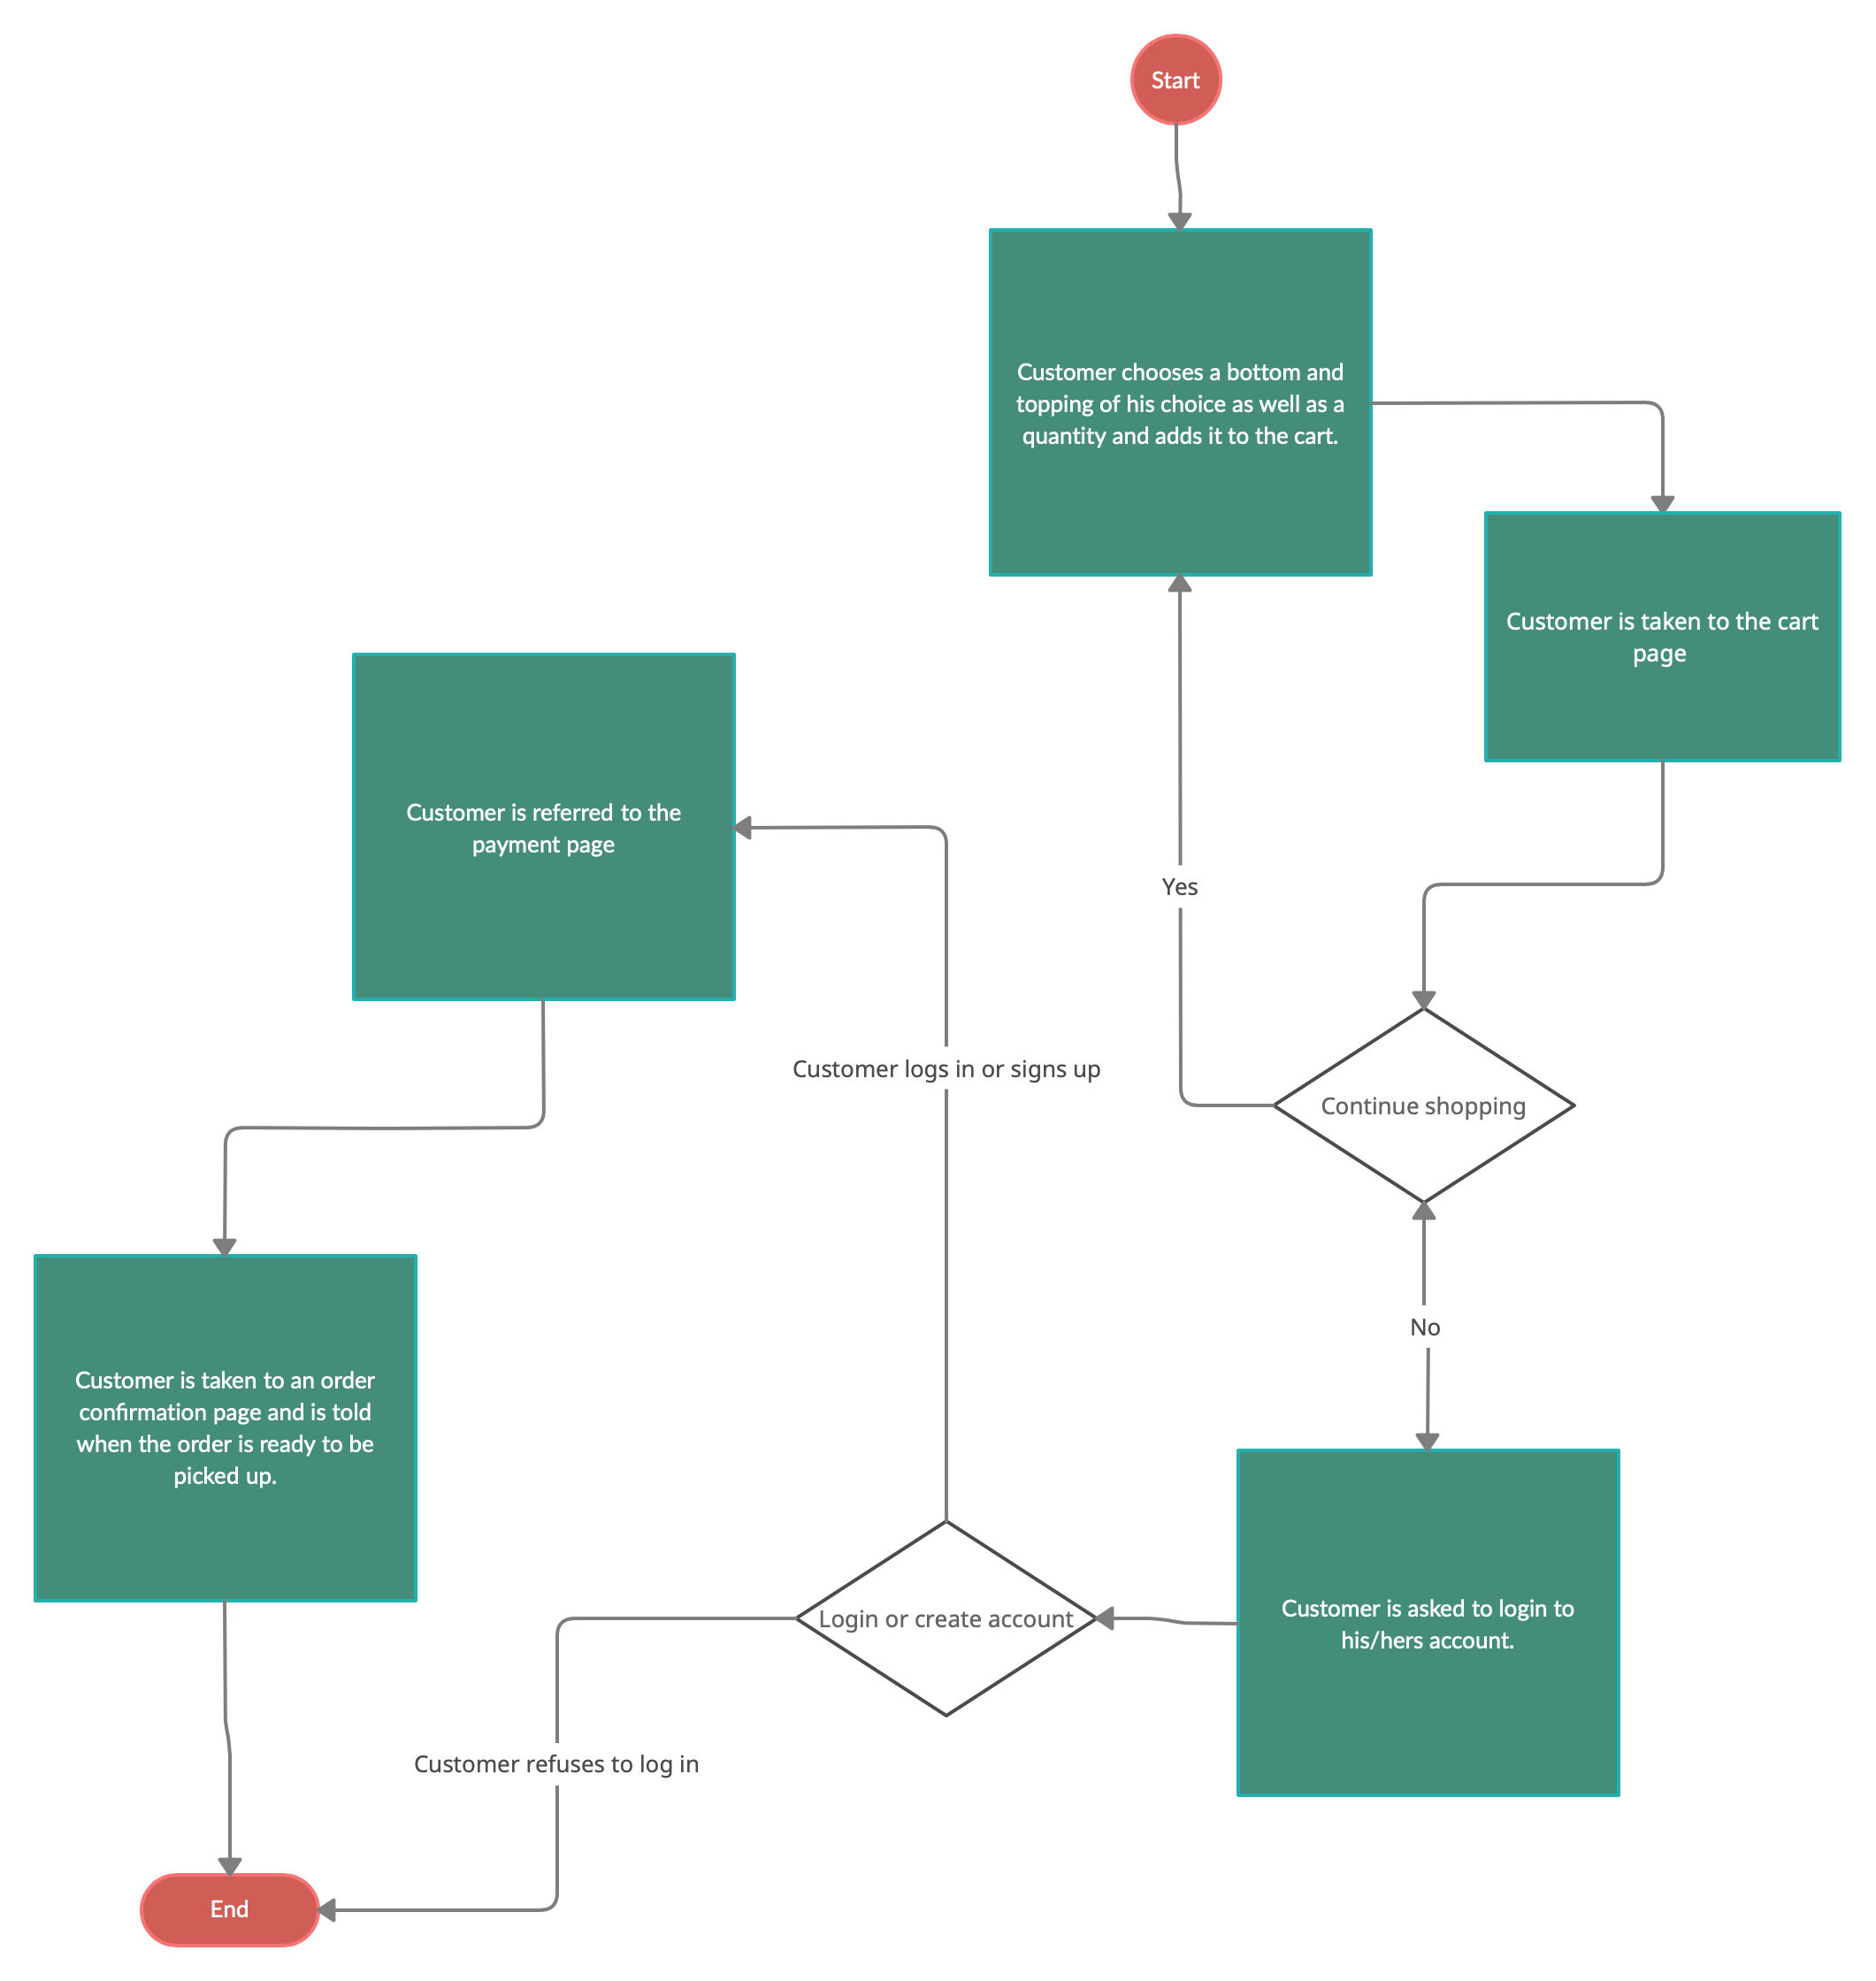 Start
Customer chooses a bottom and
topping of his choice as well as a
quantity and adds it to the cart.
Customer is taken to the cart
page
Customer is referred to the
payment page
Yes
Customer logs in or signs up
Continue shopping
No
Customer is taken to an order
confirmation page and is told
when the order is ready to be
picked up.
Login or create account
Customer is asked to login to
his/hers account.
Customer refuses to log in
End